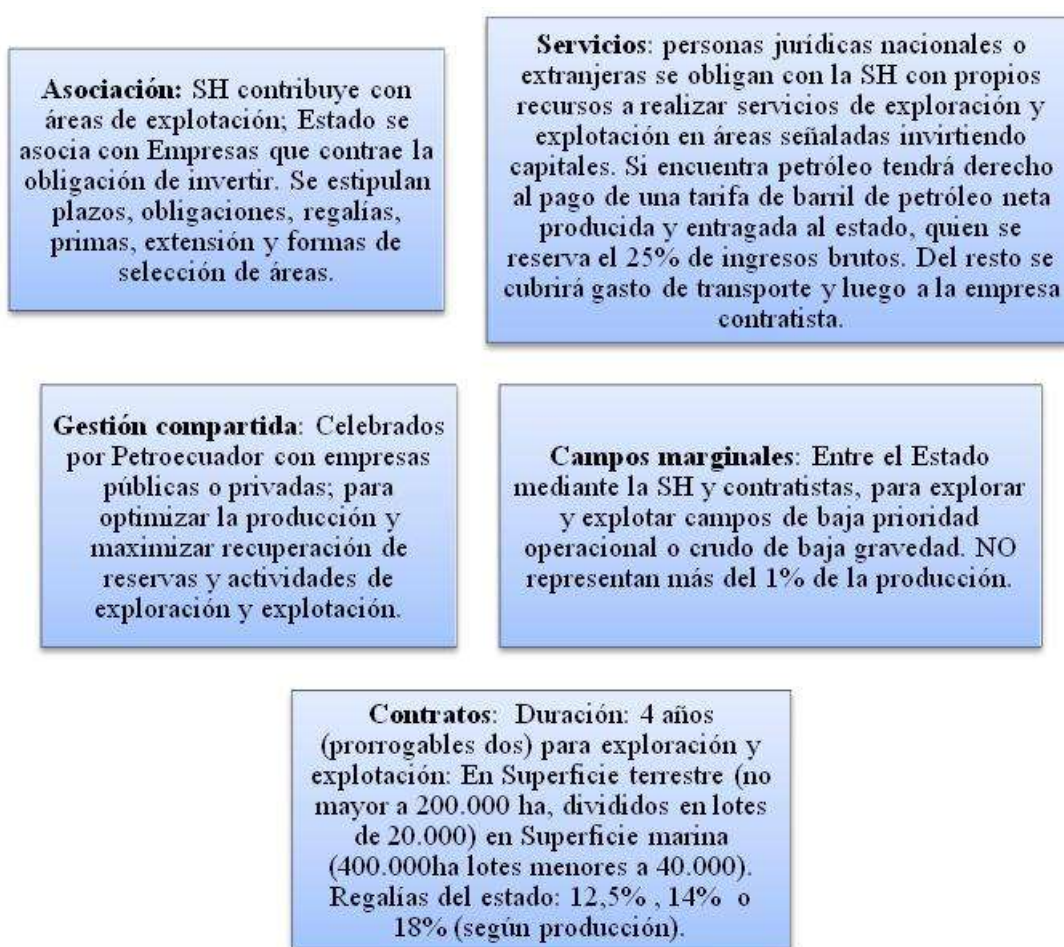 Asociación: SH contribuye con
áreas de explotación; Estado se
asocia con Empresas que contrae la
obligación de invertir. Se estipulan
plazos, obligaciones, regalías,
primas, extensión y formas de
selección de áreas.
Servicios: personas jurídicas nacionales o
extranjeras se obligan con la SH con propios
recursos a realizar servicios de exploración y
explotación en áreas señaladas invirtiendo
capitales. Si encuentra petróleo tendrá derecho
al pago de una tarifa de barril de petróleo neta
producida y entragada al estado, quien se
reserva el 25% de ingresos brutos. Del resto se
cubrirá gasto de transporte y luego a la empresa
contratista.
Gestión compartida: Celebrados
por Petroecuador con empresas
públicas o privadas; para
optimizar la producción y
maximizar recuperación de
reservas y actividades de
exploración y explotación.
Campos marginales: Entre el Estado
mediante la SH y contratistas, para explorar
y explotar campos de baja prioridad
operacional o crudo de baja gravedad. NO
representan más del 1% de la producción.
Contratos: Duración: 4 años
(prorrogables dos) para exploración y
explotación: En Superficie terrestre (no
mayor a 200.000 ha, divididos en lotes
de 20.000) en Superficie marina
(400.000ha lotes menores a 40.000).
Regalías del estado: 12,5% , 14% o
18% (según producción).